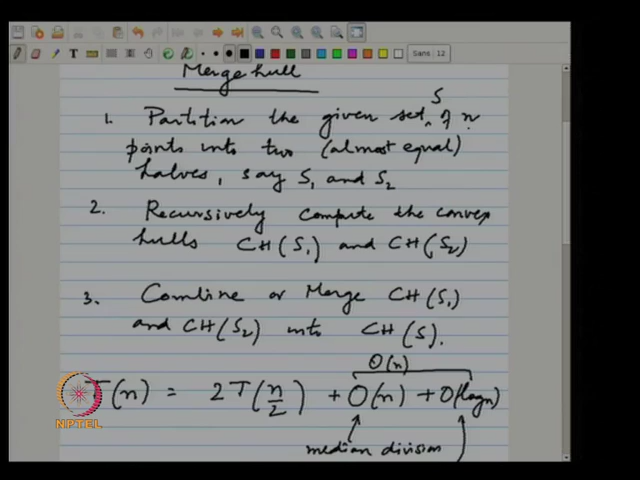 Sans : 12
Merge hull
1. Partition the given set S of n
points into two (almost equal)
halves, say S₁ and S₂
2. Recursively compute the convex
hulls CH(S₁) and CH(S₂)
3. Combine or Merge CH(S₁)
and CH(S₂) into CH(S).
O(n)
T(n) = 2T(n/2) + O(n) + O(logn)
median division
NPTEL